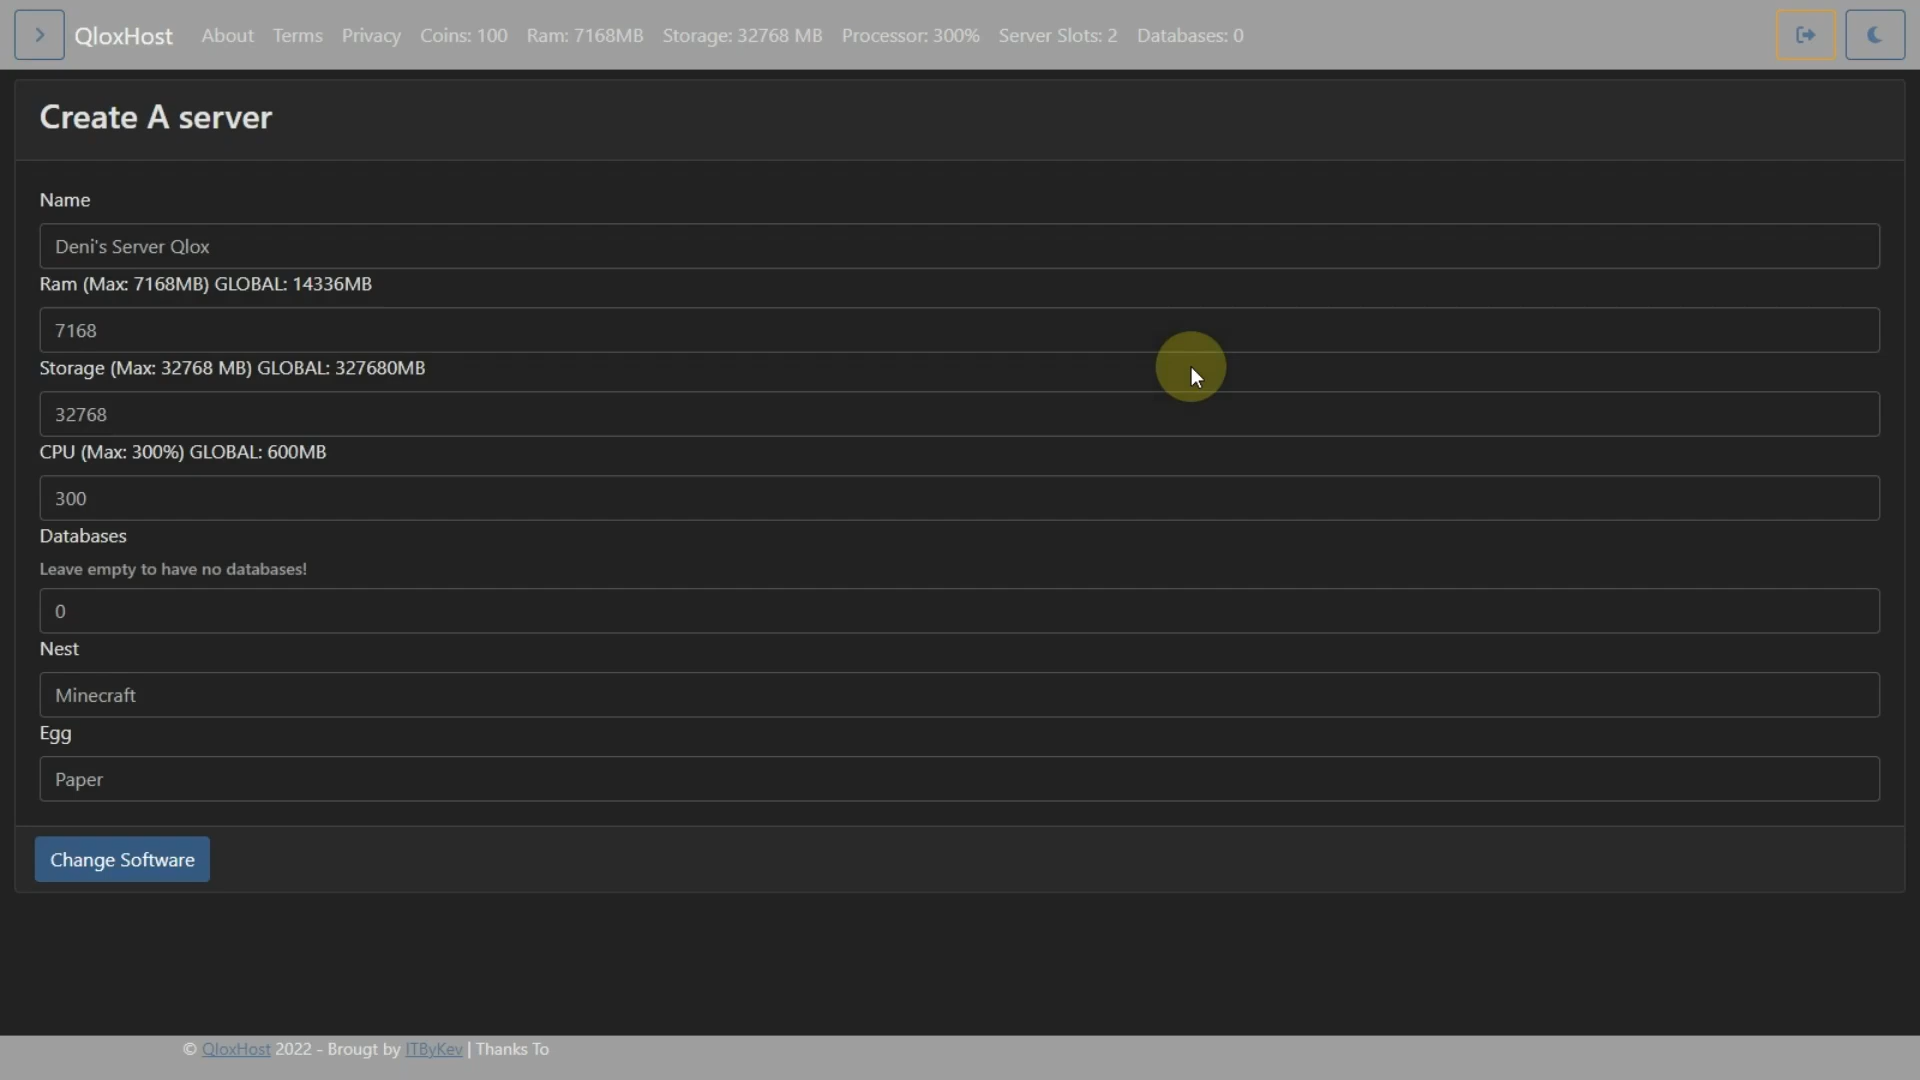 QloxHost About Terms Privacy Coins: 100 Ram: 7168MB Storage: 32768 MB Processor: 300% Server Slots: 2 Databases: 0
Create A server
Name
Deni's Server Qlox
Ram (Max: 7168MB) GLOBAL: 14336MB
7168
Storage (Max: 32768 MB) GLOBAL: 327680MB
32768
CPU (Max: 300%) GLOBAL: 600MB
300
Databases
Leave empty to have no databases!
0
Nest
Minecraft
Egg
Paper
Change Software
© QloxHost 2022 - Brougt by ITByKev | Thanks To